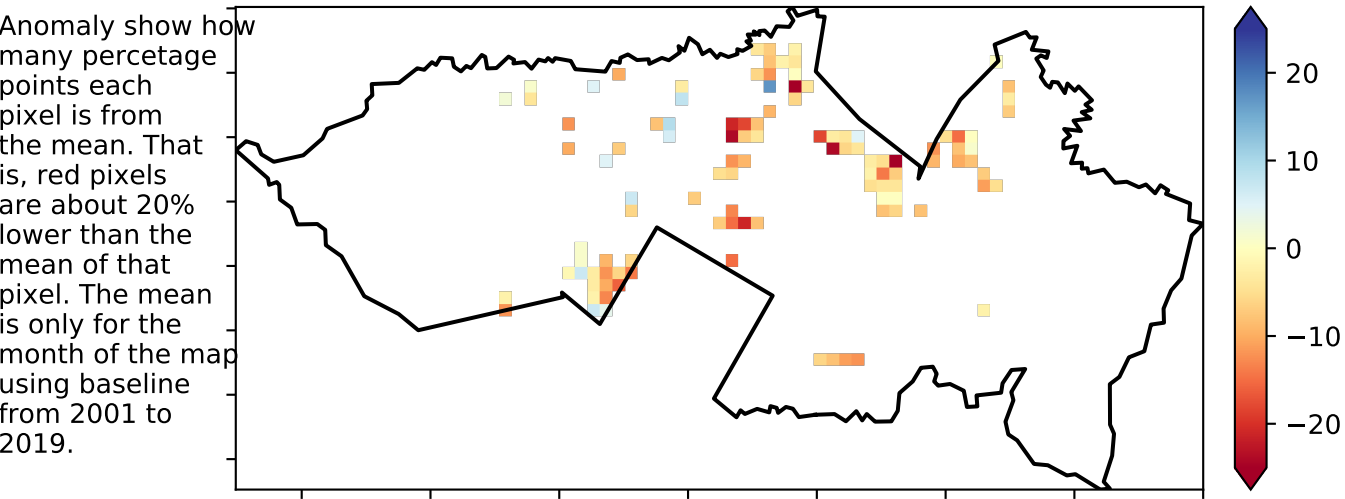 Anomaly show how
many percetage
points each
pixel is from
the mean. That
is, red pixels
are about 20%
lower than the
mean of that
pixel. The mean
is only for the
month of the map
using baseline
from 2001 to
2019.
20
10
0
−10
−20